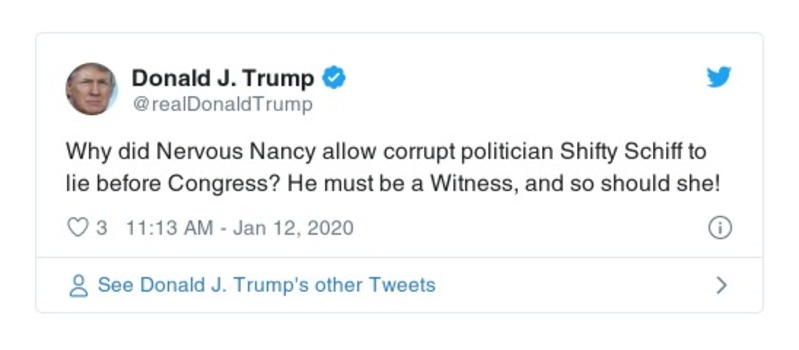 Donald J. Trump
@realDonaldTrump
Why did Nervous Nancy allow corrupt politician Shifty Schiff to
lie before Congress? He must be a Witness, and so should she!
3 11:13 AM - Jan 12, 2020
See Donald J. Trump's other Tweets